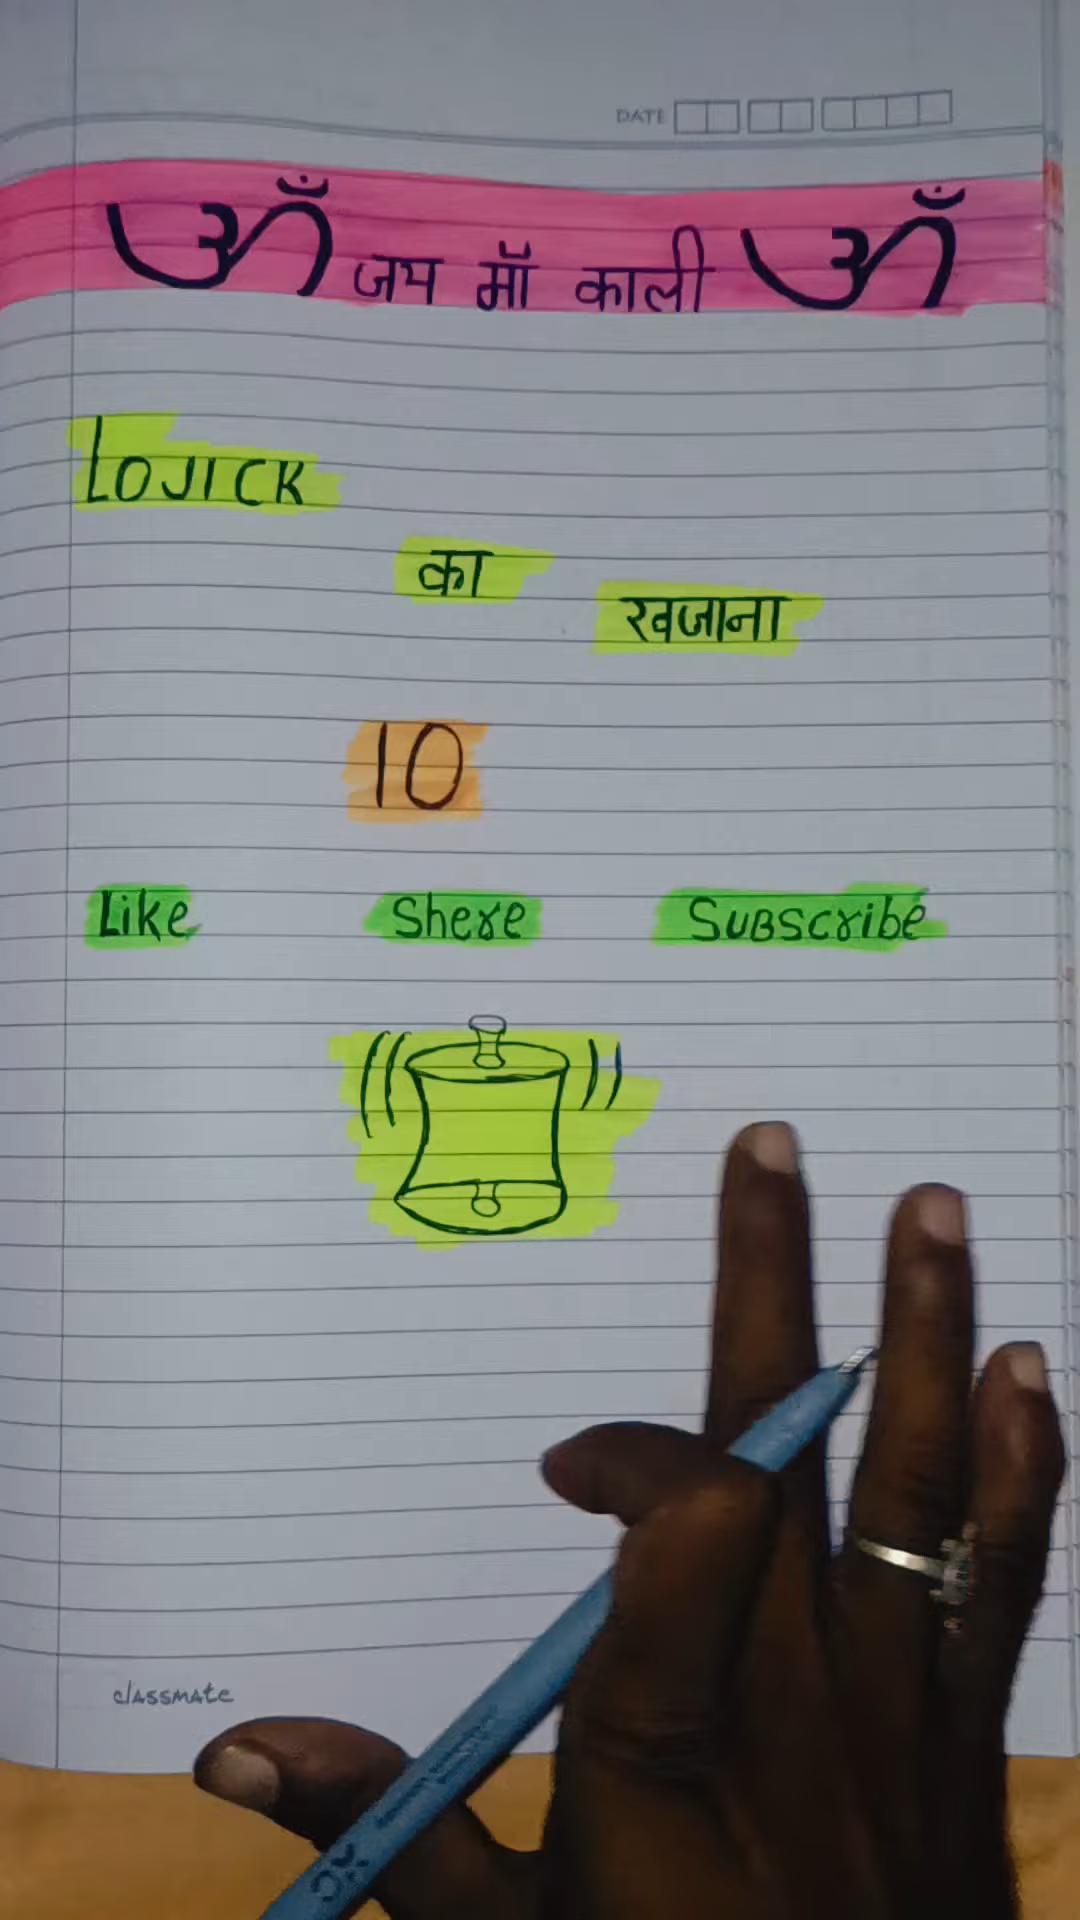 DATE
ॐ जय माँ काली ॐ
LOJICK
का
खजाना
10
Like Shere Subscribe
classmate